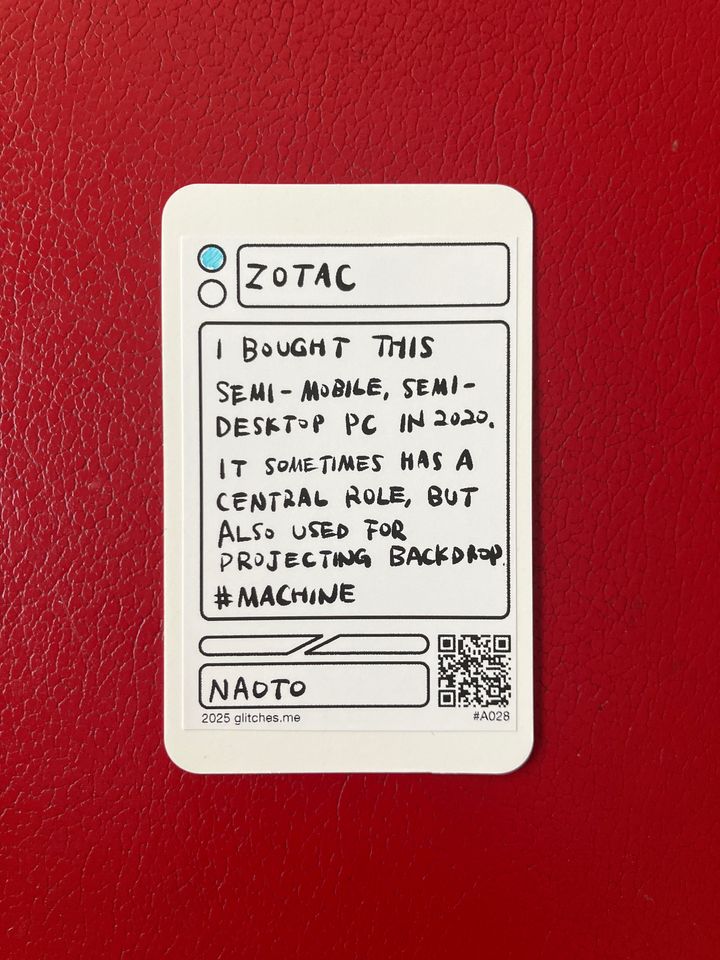 ZOTAC
I BOUGHT THIS
SEMI-MOBILE, SEMI-
DESKTOP PC IN 2020.
IT SOMETIMES HAS A
CENTRAL ROLE, BUT
ALSO USED FOR
PROJECTING BACKDROP.
#MACHINE
NAOTO
2025 glitches.me
#A028